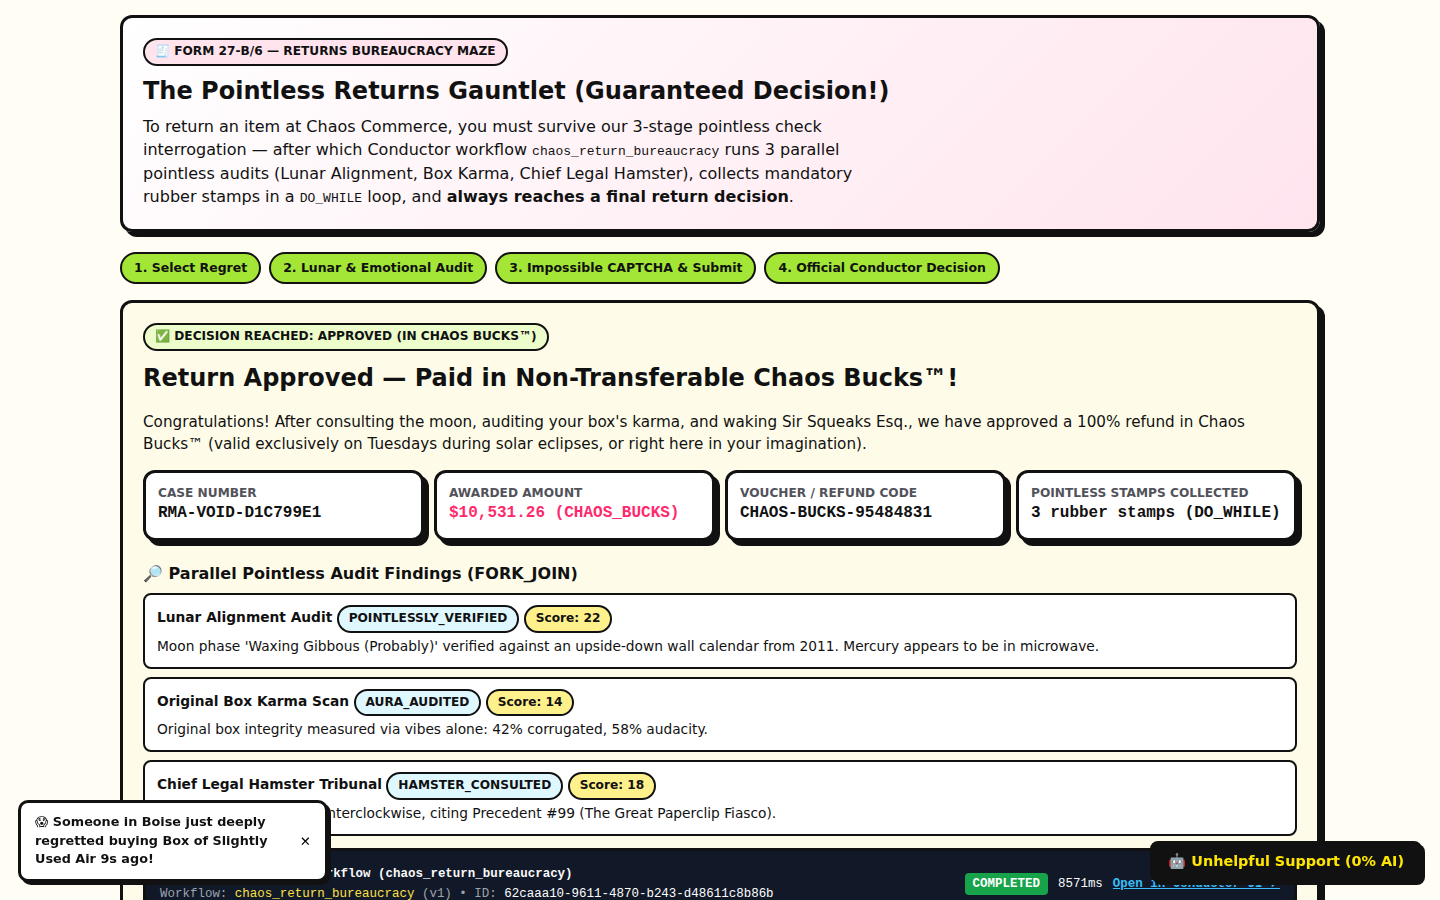 🧾 FORM 27-B/6 — RETURNS BUREAUCRACY MAZE
The Pointless Returns Gauntlet (Guaranteed Decision!)
To return an item at Chaos Commerce, you must survive our 3-stage pointless check
interrogation — after which Conductor workflow chaos_return_bureaucracy runs 3 parallel
pointless audits (Lunar Alignment, Box Karma, Chief Legal Hamster), collects mandatory
rubber stamps in a DO_WHILE loop, and always reaches a final return decision.
1. Select Regret
2. Lunar & Emotional Audit
3. Impossible CAPTCHA & Submit
4. Official Conductor Decision
✅ DECISION REACHED: APPROVED (IN CHAOS BUCKS™)
Return Approved — Paid in Non-Transferable Chaos Bucks™!
Congratulations! After consulting the moon, auditing your box's karma, and waking Sir Squeaks Esq., we have approved a 100% refund in Chaos
Bucks™ (valid exclusively on Tuesdays during solar eclipses, or right here in your imagination).
CASE NUMBER
RMA-VOID-D1C799E1
AWARDED AMOUNT
$10,531.26 (CHAOS_BUCKS)
VOUCHER / REFUND CODE
CHAOS-BUCKS-95484831
POINTLESS STAMPS COLLECTED
3 rubber stamps (DO_WHILE)
🔎 Parallel Pointless Audit Findings (FORK_JOIN)
Lunar Alignment Audit POINTLESSLY_VERIFIED Score: 22
Moon phase 'Waxing Gibbous (Probably)' verified against an upside-down wall calendar from 2011. Mercury appears to be in microwave.
Original Box Karma Scan AURA_AUDITED Score: 14
Original box integrity measured via vibes alone: 42% corrugated, 58% audacity.
Chief Legal Hamster Tribunal HAMSTER_CONSULTED Score: 18
nterclockwise, citing Precedent #99 (The Great Paperclip Fiasco).
rkflow (chaos_return_bureaucracy)
Workflow: chaos_return_bureaucracy (v1) • ID: 62caaa10-9611-4870-b243-d48611c8b86b
COMPLETED 8571ms Open
😱 Someone in Boise just deeply
regretted buying Box of Slightly
Used Air 9s ago!
✕
🤖 Unhelpful Support (0% AI)